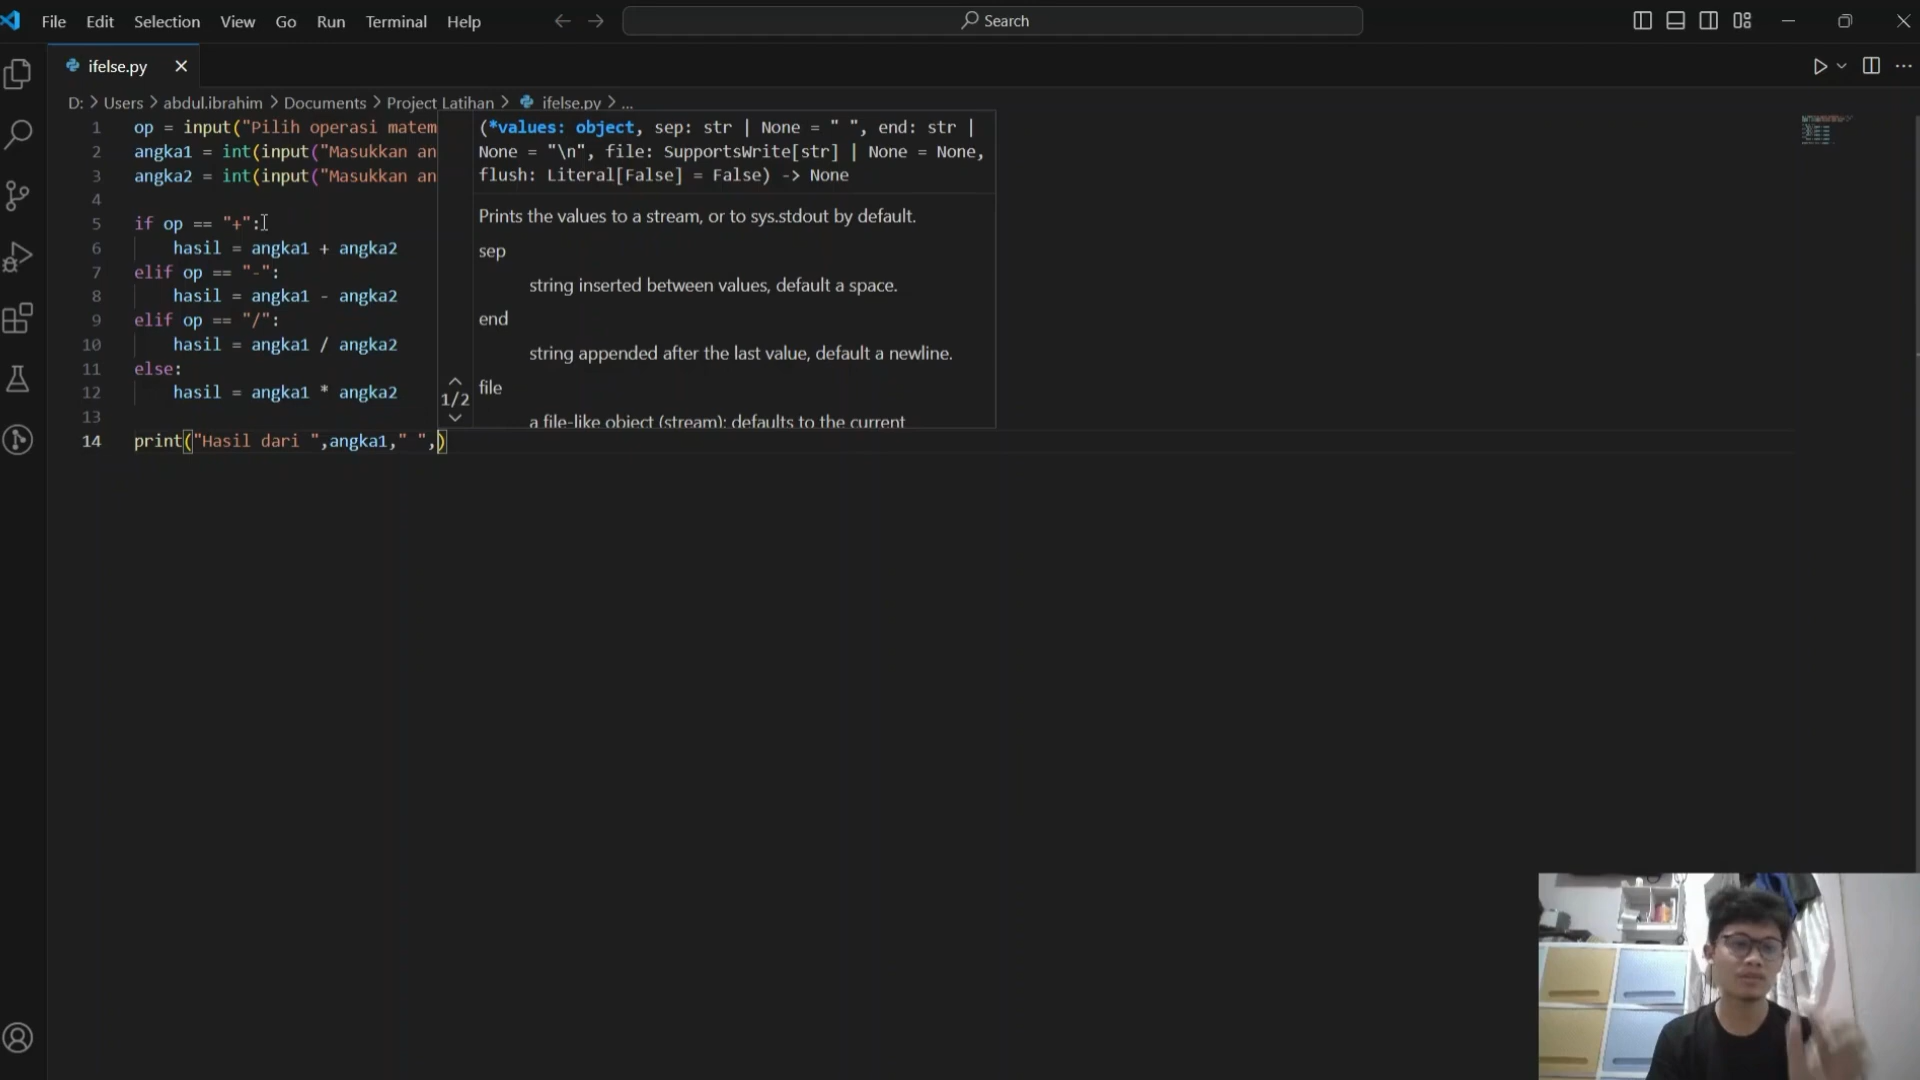 File Edit Selection View Go Run Terminal Help
Search
ifelse.py
D: > Users > abdul.ibrahim > Documents > Project Latihan > ifelse.py > ...
1 op = input("Pilih operasi matem
2 angka1 = int(input("Masukkan an
3 angka2 = int(input("Masukkan an
4
5 if op == "+":
6 hasil = angka1 + angka2
7 elif op == "-":
8 hasil = angka1 - angka2
9 elif op == "/":
10 hasil = angka1 / angka2
11 else:
12 hasil = angka1 * angka2
13
14 print("Hasil dari ",angka1," ",)
(*values: object, sep: str | None = " ", end: str |
None = "\n", file: SupportsWrite[str] | None = None,
flush: Literal[False] = False) -> None
Prints the values to a stream, or to sys.stdout by default.
sep
string inserted between values, default a space.
end
string appended after the last value, default a newline.
1/2
file
a file-like object (stream); defaults to the current